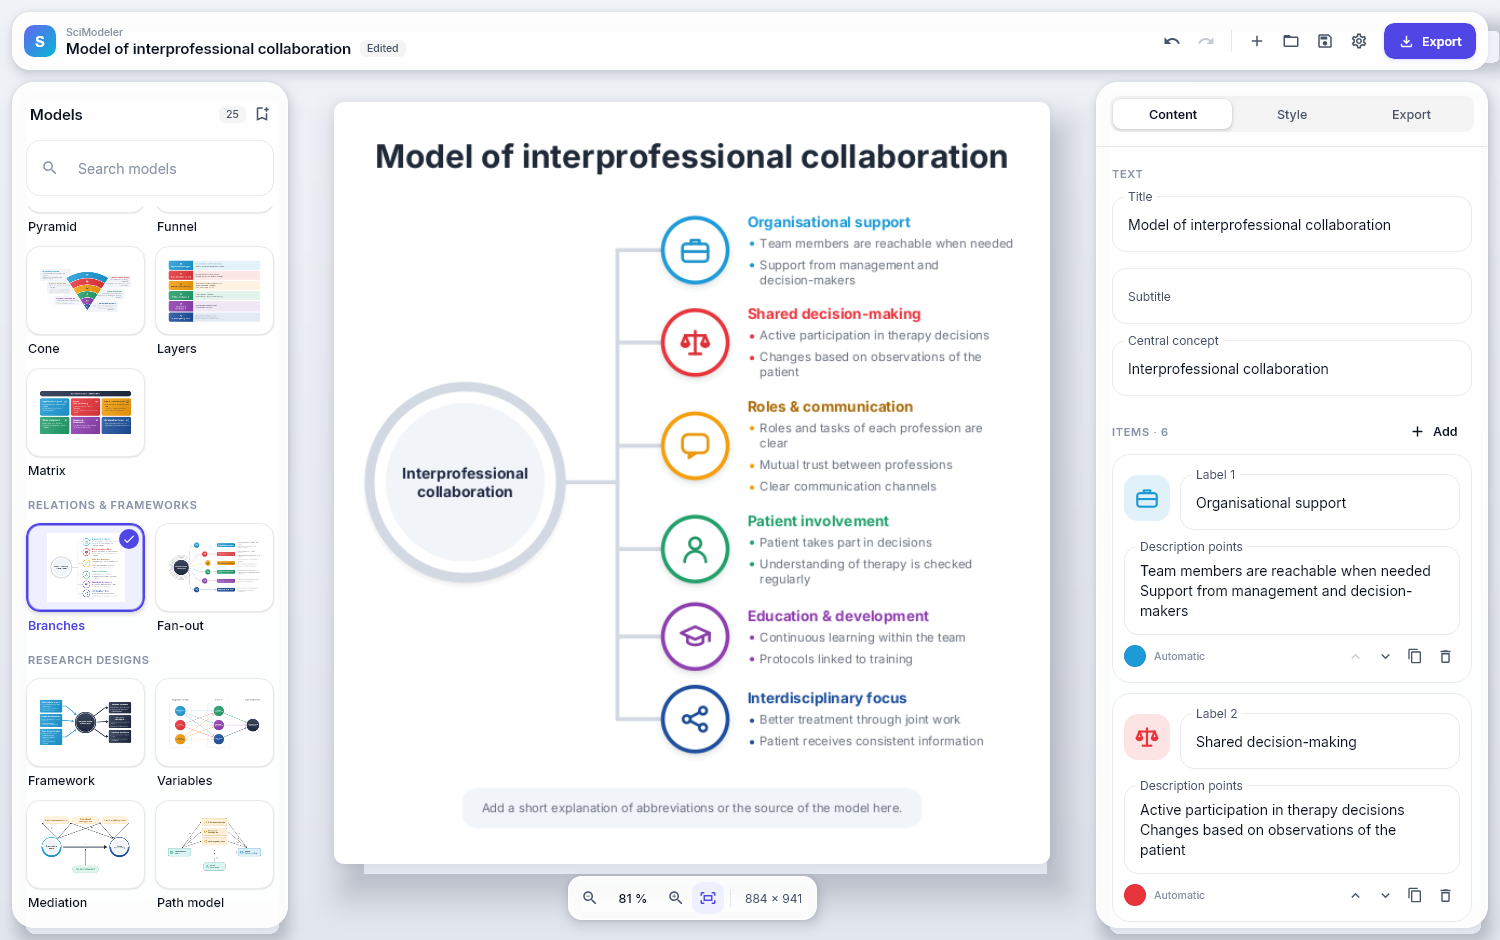 S
SciModeler
Model of interprofessional collaboration Edited
Export
Models 25
Search models
Pyramid Funnel
Cone Layers
Matrix
RELATIONS & FRAMEWORKS
Branches Fan-out
RESEARCH DESIGNS
Framework Variables
Mediation Path model
Model of interprofessional collaboration
Interprofessional
collaboration
Organisational support
• Team members are reachable when needed
• Support from management and
decision-makers
Shared decision-making
• Active participation in therapy decisions
• Changes based on observations of the
patient
Roles & communication
• Roles and tasks of each profession are
clear
• Mutual trust between professions
• Clear communication channels
Patient involvement
• Patient takes part in decisions
• Understanding of therapy is checked
regularly
Education & development
• Continuous learning within the team
• Protocols linked to training
Interdisciplinary focus
• Better treatment through joint work
• Patient receives consistent information
Add a short explanation of abbreviations or the source of the model here.
81 % 884 × 941
Content Style Export
TEXT
Title
Model of interprofessional collaboration
Subtitle
Central concept
Interprofessional collaboration
ITEMS · 6 Add
Label 1
Organisational support
Description points
Team members are reachable when needed
Support from management and decision-
makers
Automatic
Label 2
Shared decision-making
Description points
Active participation in therapy decisions
Changes based on observations of the
patient
Automatic